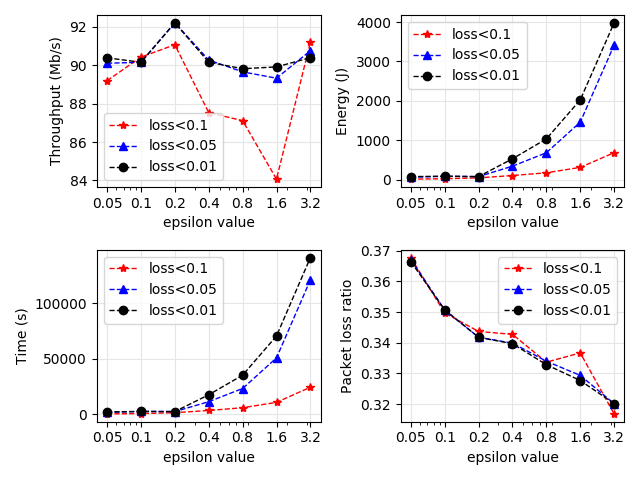 Throughput (Mb/s)
92
90
88
86
84
loss<0.1
loss<0.05
loss<0.01
0.05 0.1 0.2 0.4 0.8 1.6 3.2
epsilon value
Energy (J)
4000
3000
2000
1000
0
loss<0.1
loss<0.05
loss<0.01
0.05 0.1 0.2 0.4 0.8 1.6 3.2
epsilon value
Time (s)
100000
50000
0
loss<0.1
loss<0.05
loss<0.01
0.05 0.1 0.2 0.4 0.8 1.6 3.2
epsilon value
Packet loss ratio
0.37
0.36
0.35
0.34
0.33
0.32
loss<0.1
loss<0.05
loss<0.01
0.05 0.1 0.2 0.4 0.8 1.6 3.2
epsilon value